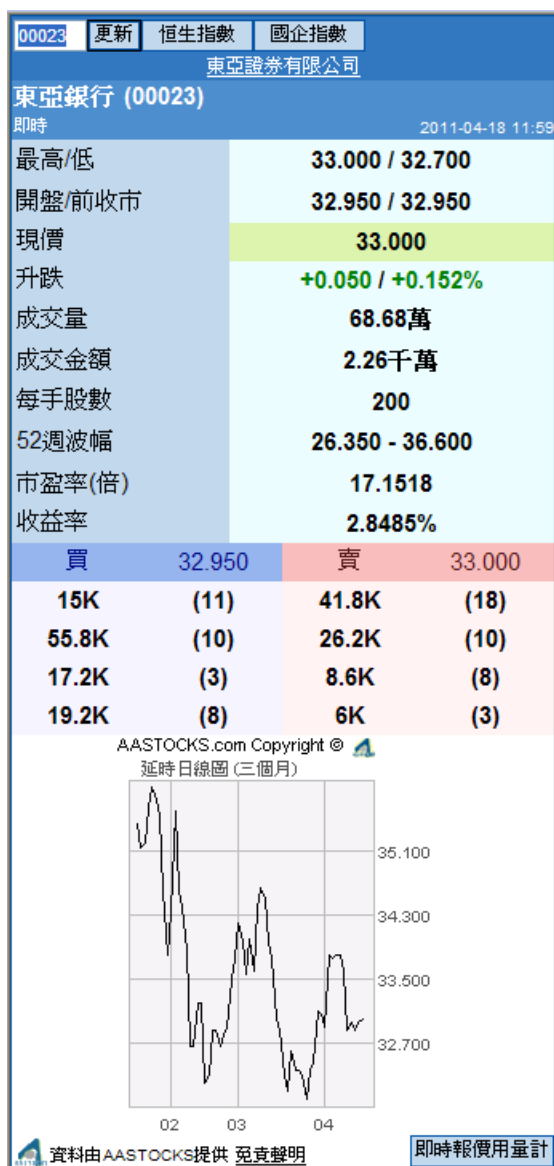 00023 更新 恒生指數 國企指數
東亞證券有限公司
東亞銀行 (00023)
即時 2011-04-18 11:59
最高/低 33.000 / 32.700
開盤/前收市 32.950 / 32.950
現價 33.000
升跌 +0.050 / +0.152%
成交量 68.68萬
成交金額 2.26千萬
每手股數 200
52週波幅 26.350 - 36.600
市盈率(倍) 17.1518
收益率 2.8485%
買 32.950 賣 33.000
15K (11) 41.8K (18)
55.8K (10) 26.2K (10)
17.2K (3) 8.6K (8)
19.2K (8) 6K (3)
AASTOCKS.com Copyright ©
延時日線圖 (三個月)
35.100
34.300
33.500
32.700
02 03 04
資料由AASTOCKS提供 免責聲明 即時報價用量計